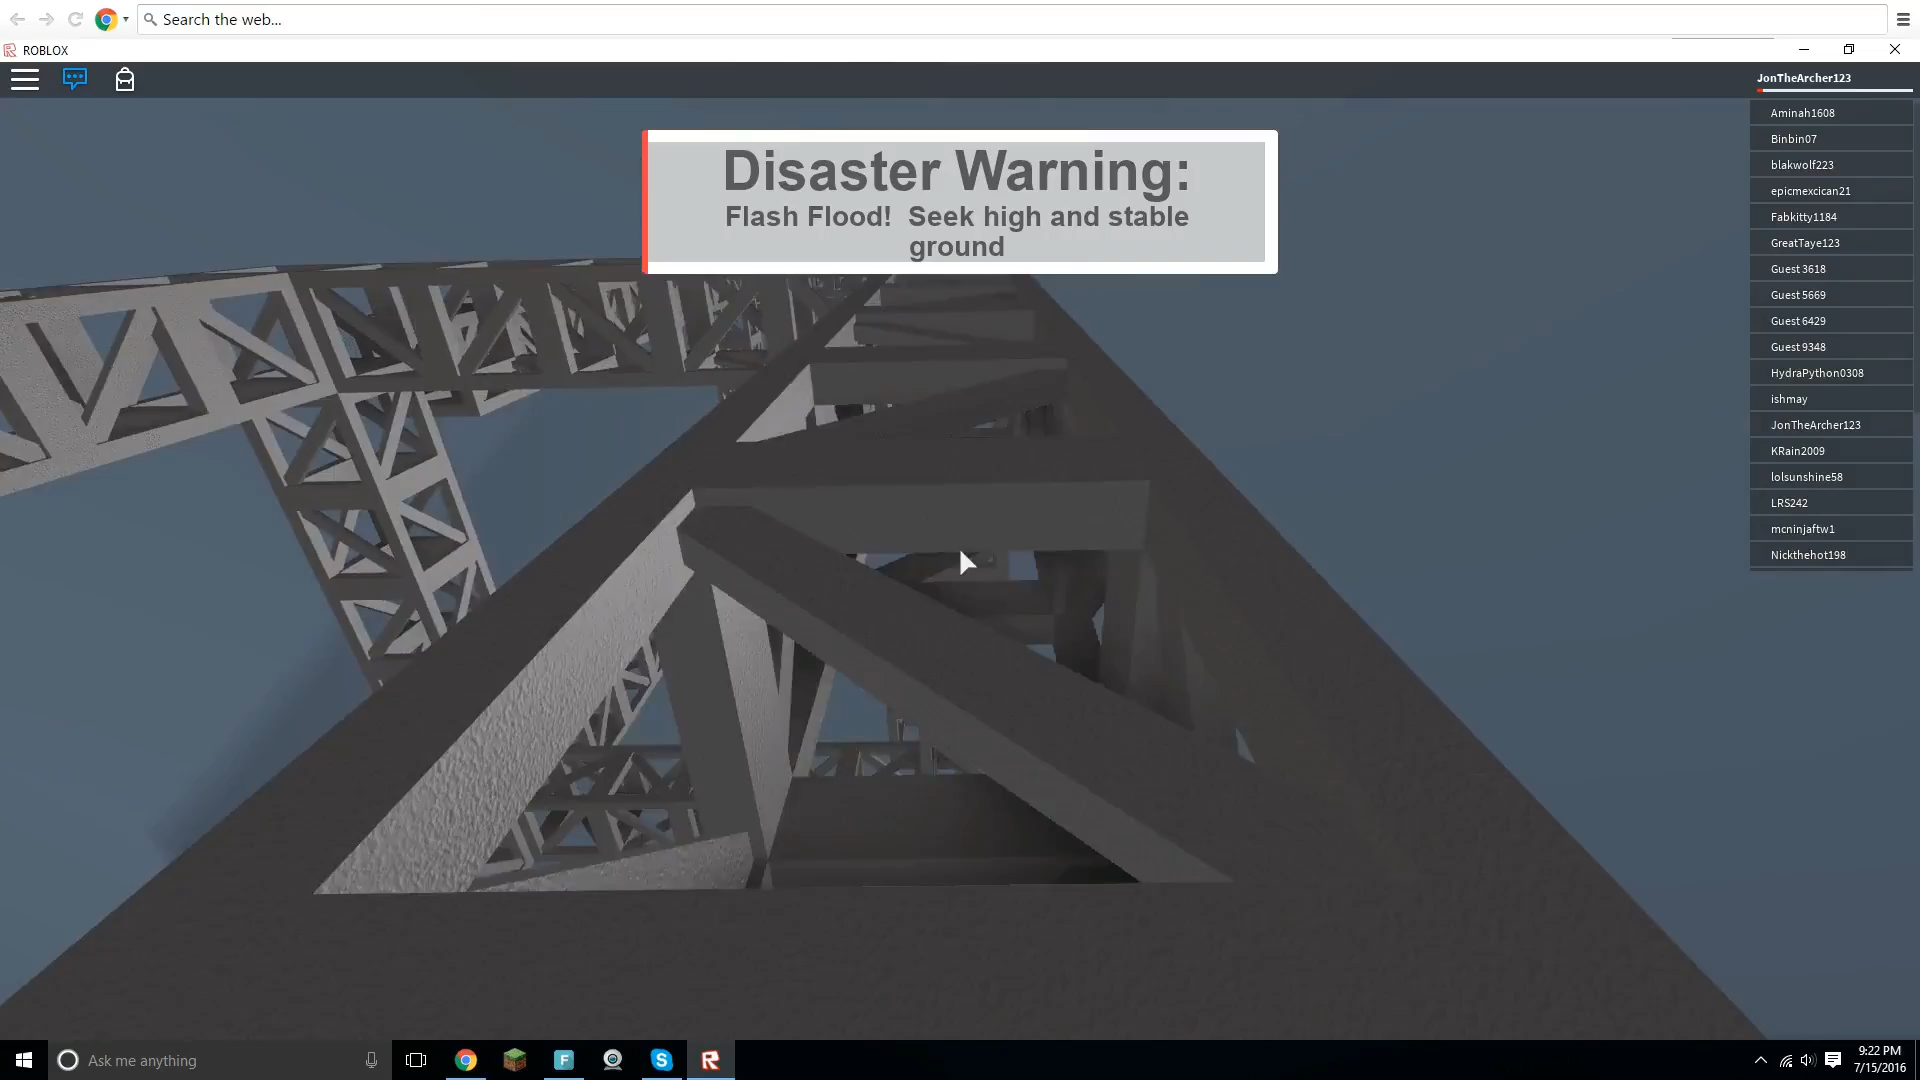 Search the web...
ROBLOX
JonTheArcher123
Disaster Warning:
Flash Flood!  Seek high and stable
ground
Aminah1608
Binbin07
blakwolf223
epicmexcican21
Fabkitty1184
GreatTaye123
Guest 3618
Guest 5669
Guest 6429
Guest 9348
HydraPython0308
ishmay
JonTheArcher123
KRain2009
lolsunshine58
LRS242
mcninjaftw1
Nickthehot198
Ask me anything
F
S
R
9:22 PM
7/15/2016